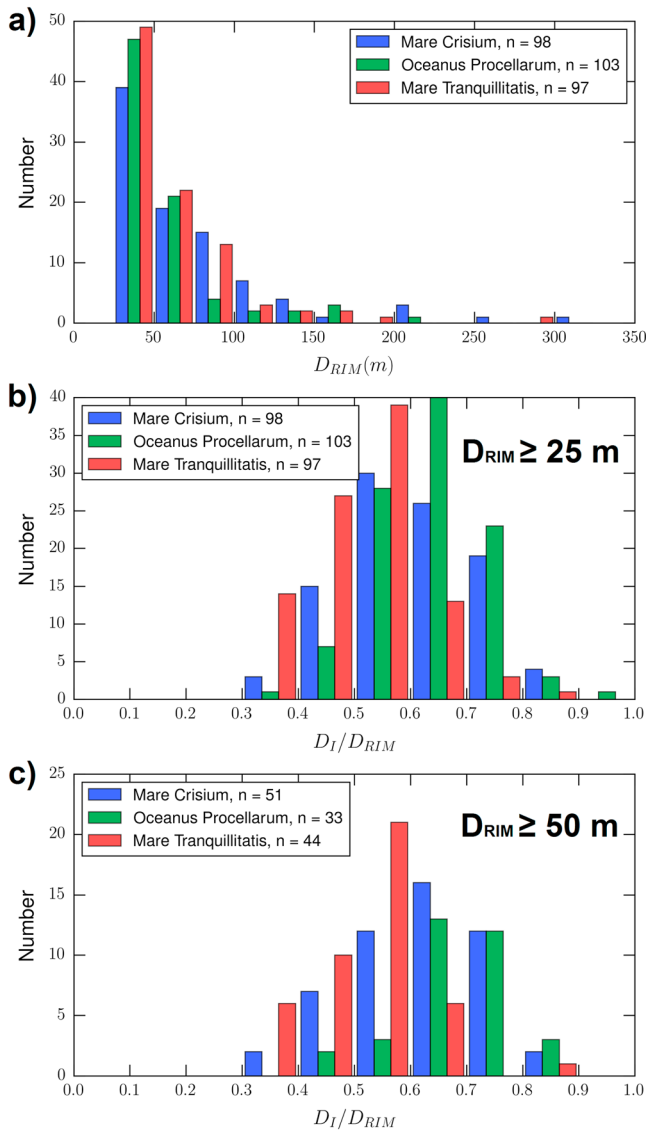 a)
50
40
30
20
10
0
Number
Mare Crisium, n = 98
Oceanus Procellarum, n = 103
Mare Tranquillitatis, n = 97
0 50 100 150 200 250 300 350
D_RIM(m)
b)
40
35
30
25
20
15
10
5
0
Number
Mare Crisium, n = 98
Oceanus Procellarum, n = 103
Mare Tranquillitatis, n = 97
DRIM ≥ 25 m
0.0 0.1 0.2 0.3 0.4 0.5 0.6 0.7 0.8 0.9 1.0
D_I/D_RIM
c)
25
20
15
10
5
0
Number
Mare Crisium, n = 51
Oceanus Procellarum, n = 33
Mare Tranquillitatis, n = 44
DRIM ≥ 50 m
0.0 0.1 0.2 0.3 0.4 0.5 0.6 0.7 0.8 0.9 1.0
D_I/D_RIM